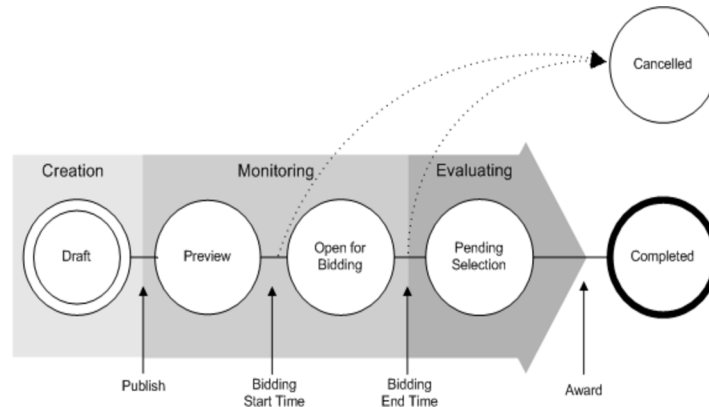 Cancelled
Creation
Monitoring
Evaluating
Draft
Preview
Open for
Bidding
Pending
Selection
Completed
Publish
Bidding
Start Time
Bidding
End Time
Award